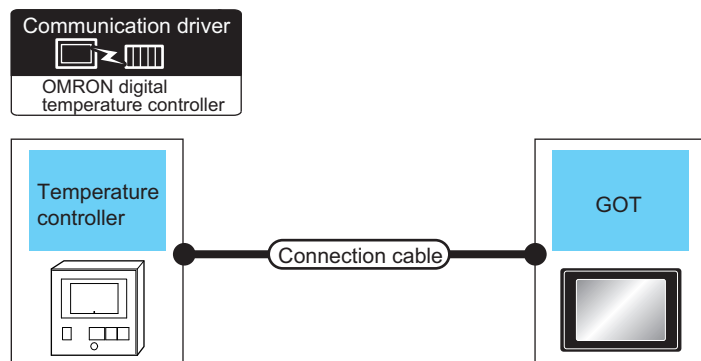 Communication driver
OMRON digital
temperature controller
Temperature
controller
Connection cable
GOT